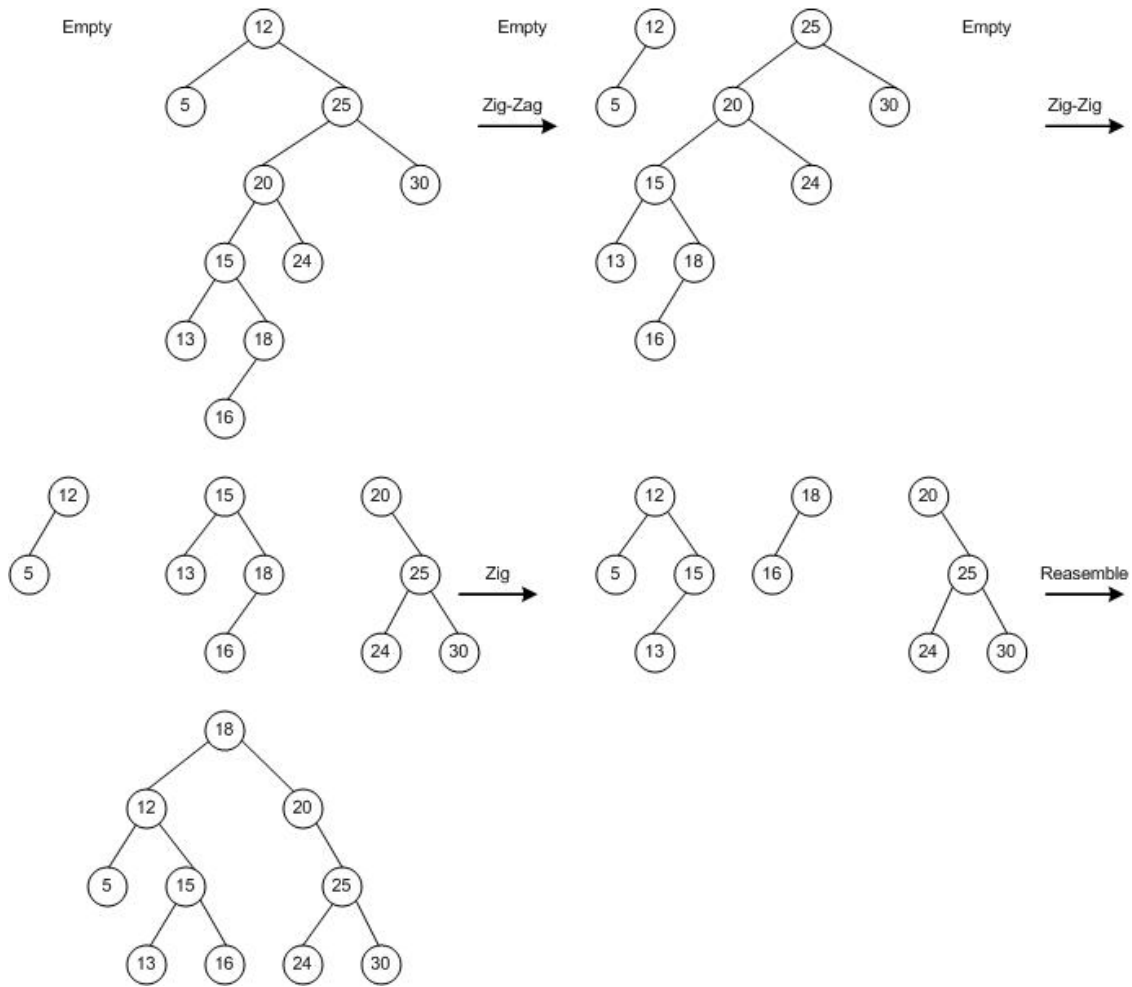 Empty 12 Empty 12 25 Empty
5 25 Zig-Zag 5 20 30 Zig-Zig
20 30 15 24
15 24 13 18
13 18 16
16
12 15 20 12 18 20
5 13 18 25 Zig 5 15 16 25 Reasemble
16 24 30 13 24 30
18
12 20
5 15 25
13 16 24 30